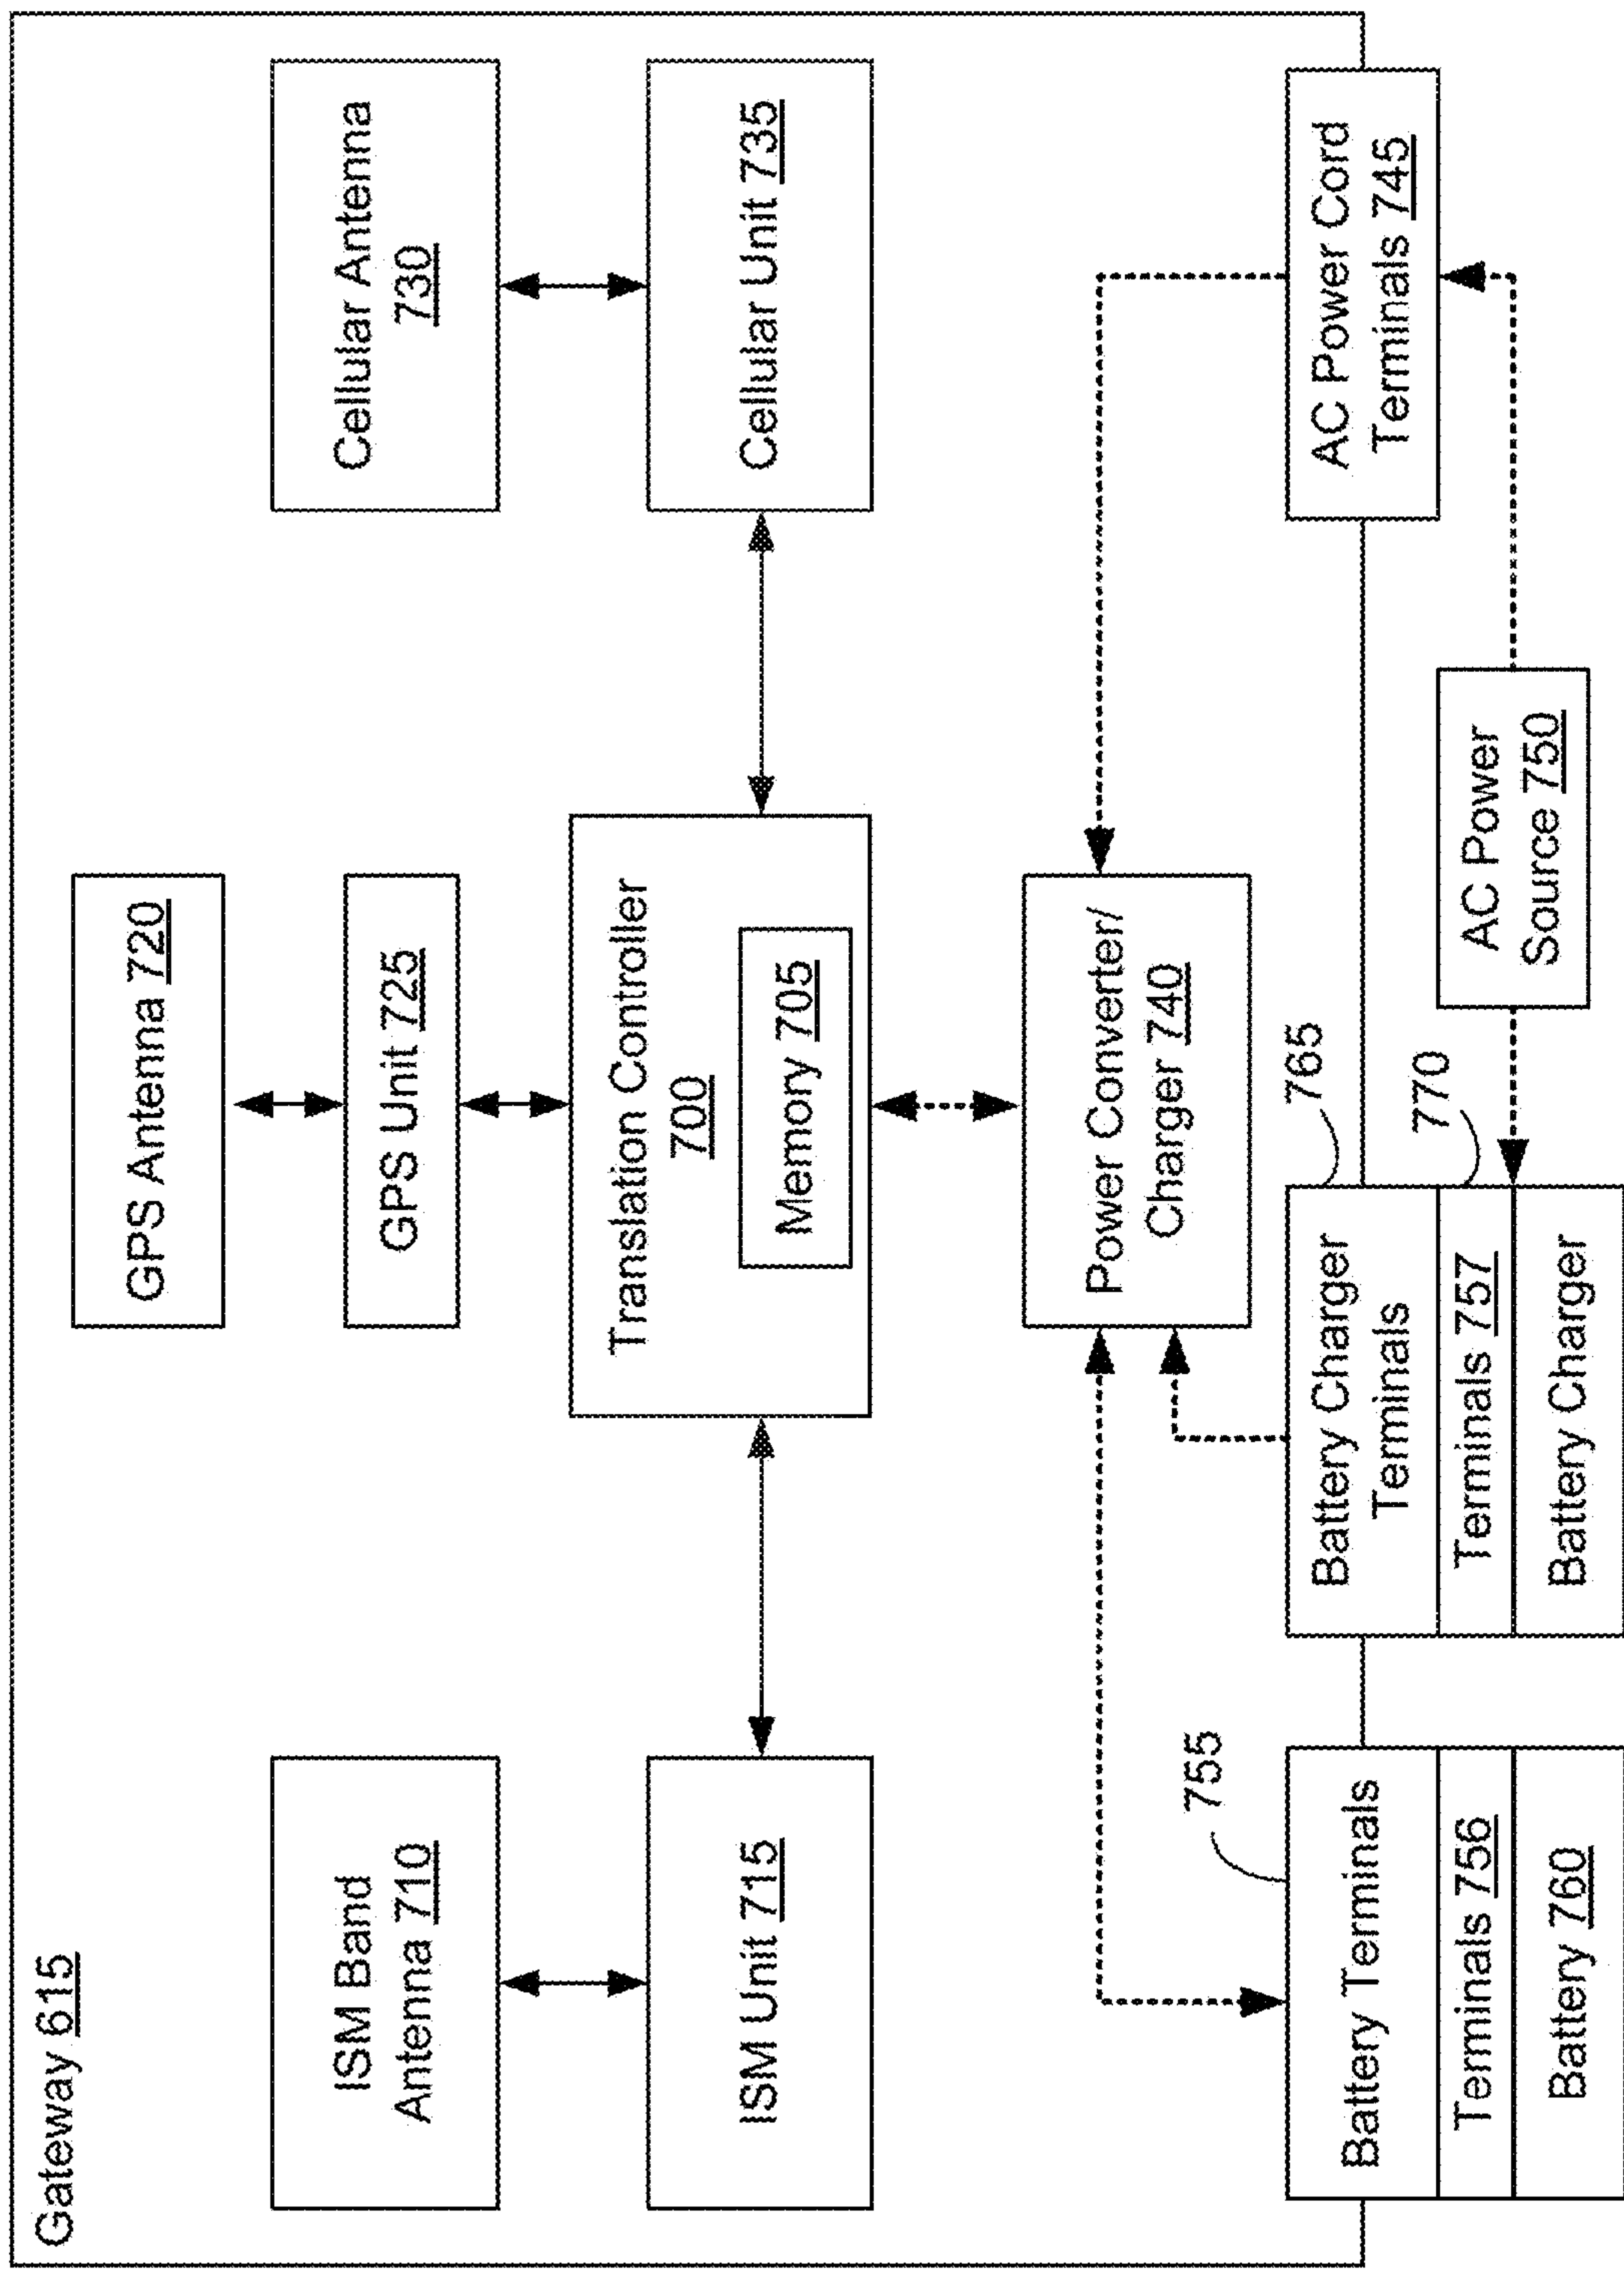 Gateway 615
GPS Antenna 720
GPS Unit 725
ISM Band
Antenna 710
ISM Unit 715
Translation Controller
700
Memory 705
Cellular Antenna
730
Cellular Unit 735
Power Converter/
Charger 740
755
Battery Terminals
Terminals 756
Battery 760
765
Battery Charger
Terminals
770
Terminals 757
Battery Charger
AC Power
Source 750
AC Power Cord
Terminals 745